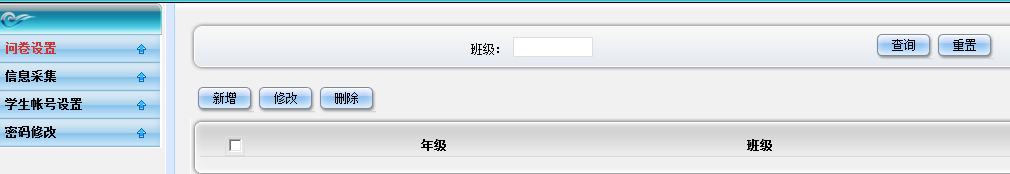 问卷设置
信息采集
学生帐号设置
密码修改
班级： 查询 重置
新增 修改 删除
年级 班级